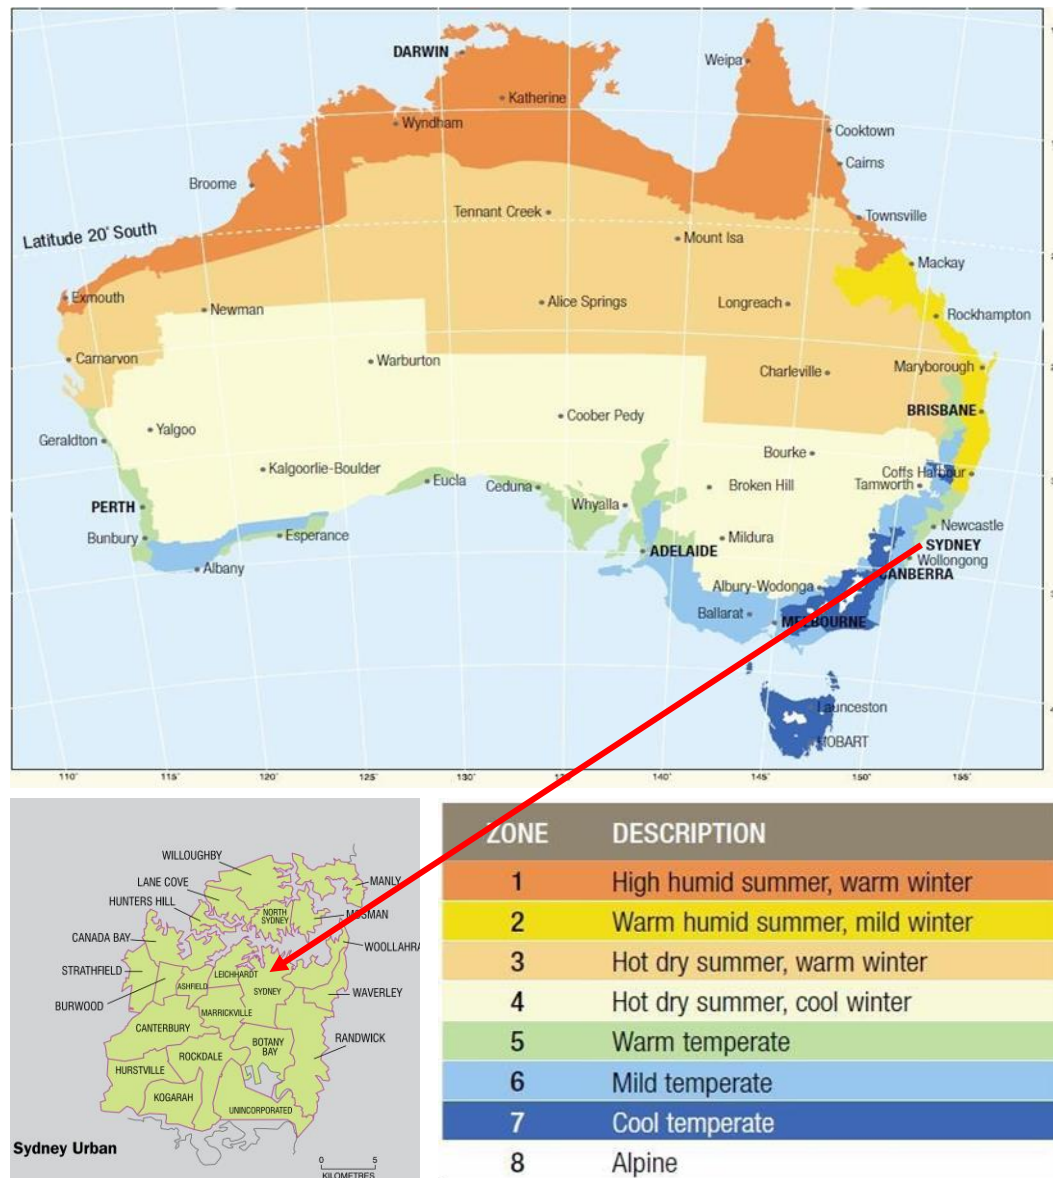 DARWIN
Weipa
Katherine
Wyndham
Cooktown
Cairns
Broome
Tennant Creek
Townsville
Latitude 20° South
Mount Isa
Mackay
Exmouth
Newman
Alice Springs
Longreach
Rockhampton
Carnarvon
Warburton
Charleville
Maryborough
BRISBANE
Coober Pedy
Yalgoo
Geraldton
Bourke
Coffs Harbour
Kalgoorlie-Boulder
Eucla
Ceduna
Broken Hill
Tamworth
PERTH
Whyalla
Newcastle
Bunbury
Esperance
Mildura
SYDNEY
ADELAIDE
Wollongong
Albany
CANBERRA
Albury-Wodonga
Ballarat
MELBOURNE
Launceston
HOBART
110° 115° 120° 125° 130° 135° 140° 145° 150° 155°
WILLOUGHBY
LANE COVE
MANLY
HUNTERS HILL
NORTH
SYDNEY
MOSMAN
CANADA BAY
WOOLLAHRA
STRATHFIELD
LEICHHARDT
ASHFIELD
SYDNEY
WAVERLEY
BURWOOD
MARRICKVILLE
CANTERBURY
BOTANY
BAY
RANDWICK
ROCKDALE
HURSTVILLE
KOGARAH
UNINCORPORATED
Sydney Urban
0 5
KILOMETRES
ZONE DESCRIPTION
1 High humid summer, warm winter
2 Warm humid summer, mild winter
3 Hot dry summer, warm winter
4 Hot dry summer, cool winter
5 Warm temperate
6 Mild temperate
7 Cool temperate
8 Alpine